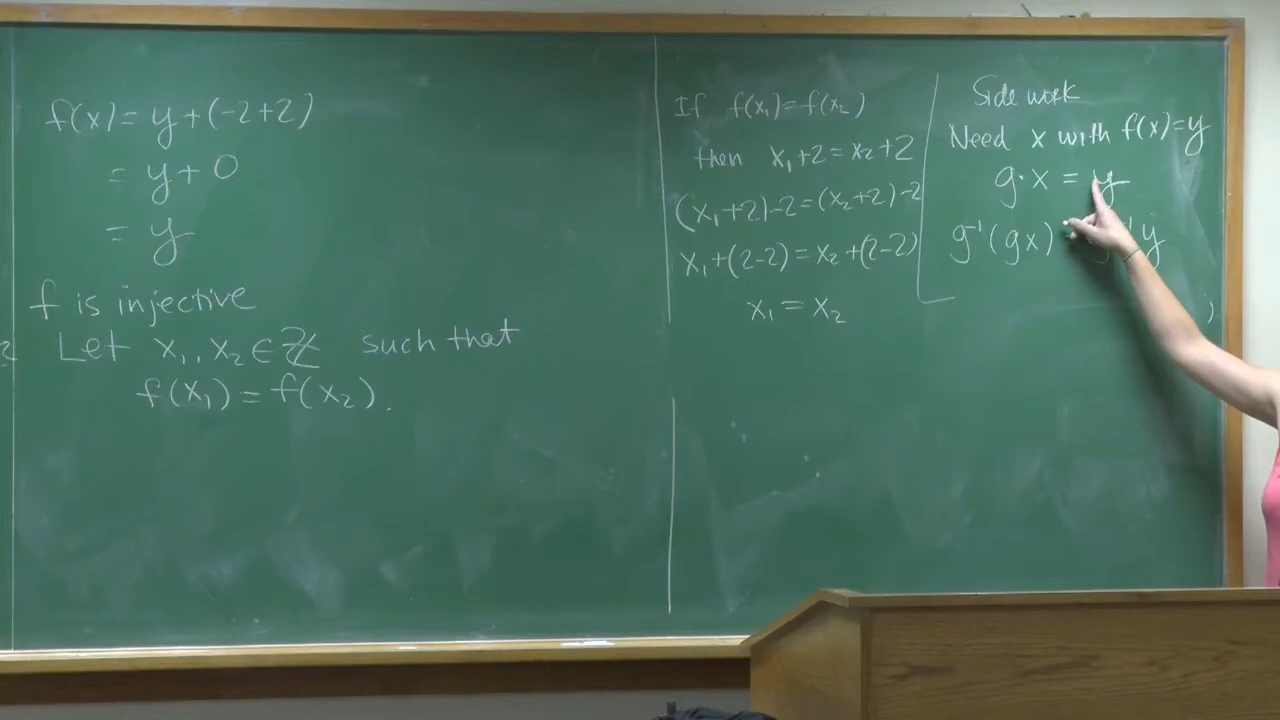 f(x) = y + (-2+2)
= y + 0
= y
f is injective
Let x₁, x₂ ∈ ℤ such that
f(x₁) = f(x₂).
If f(x₁) = f(x₂)
then x₁+2 = x₂+2
(x₁+2)-2 = (x₂+2)-2
x₁+(2-2) = x₂+(2-2)
x₁ = x₂
Side work
Need x with f(x)=y
g·x = y
g⁻¹(gx) = g⁻¹y